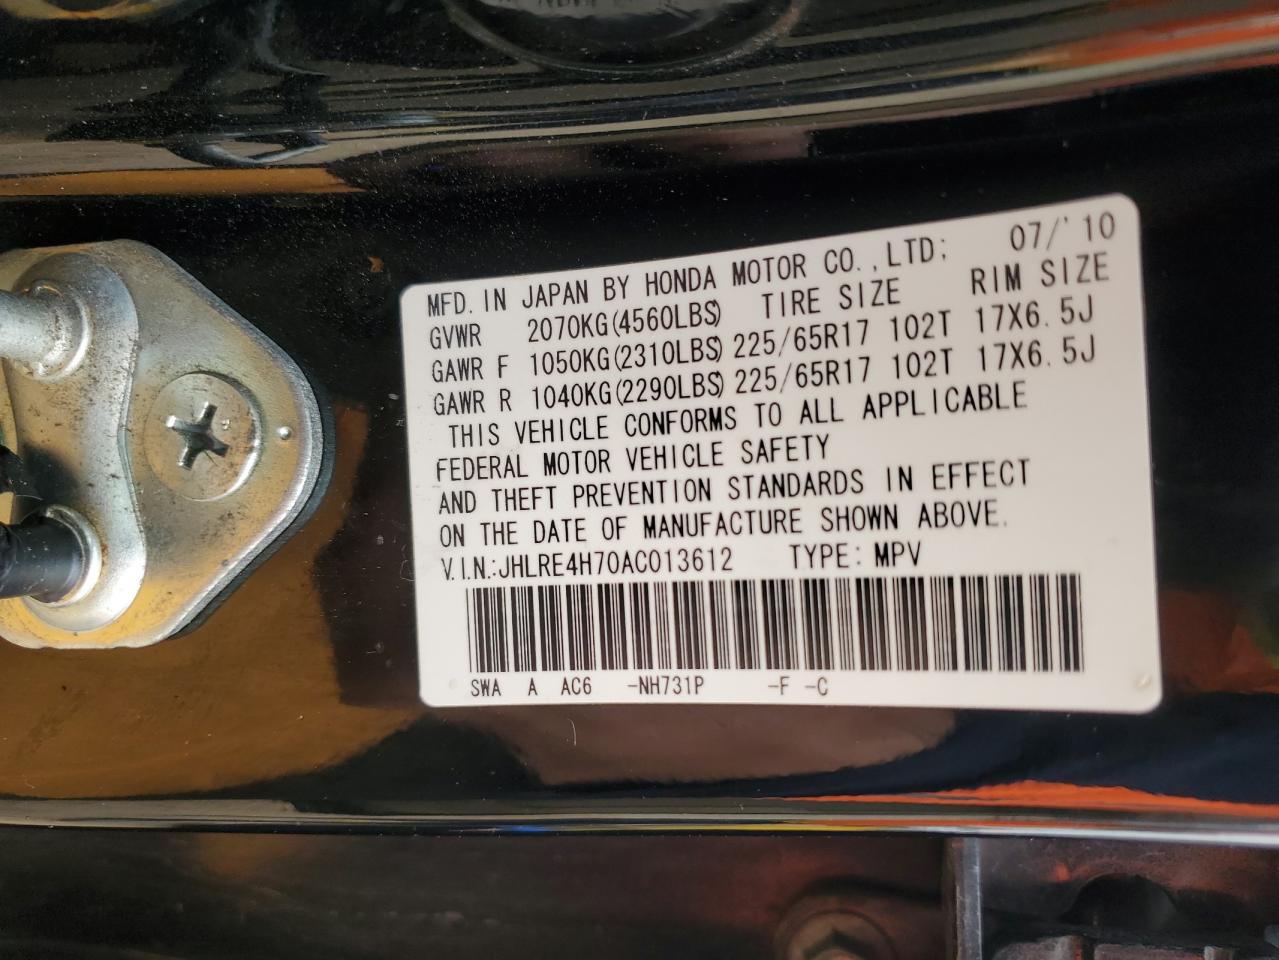 MFD. IN JAPAN BY HONDA MOTOR CO.,LTD; 07/'10
GVWR 2070KG(4560LBS) TIRE SIZE RIM SIZE
GAWR F 1050KG(2310LBS) 225/65R17 102T 17X6.5J
GAWR R 1040KG(2290LBS) 225/65R17 102T 17X6.5J
THIS VEHICLE CONFORMS TO ALL APPLICABLE
FEDERAL MOTOR VEHICLE SAFETY
AND THEFT PREVENTION STANDARDS IN EFFECT
ON THE DATE OF MANUFACTURE SHOWN ABOVE.
V.I.N.:JHLRE4H70AC013612 TYPE: MPV
SWA A AC6 -NH731P -F -C